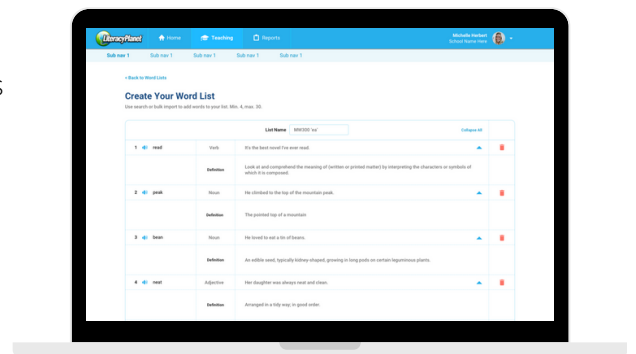 s
LiteracyPlanet
Home
Teaching
Reports
Michelle Herbert
School Name Here
Sub nav 1 Sub nav 1 Sub nav 1 Sub nav 1 Sub nav 1
< Back to Word Lists
Create Your Word List
Use search or bulk import to add words to your list. Min. 4, max. 30.
List Name
Collapse All
1 read Verb It's the best novel I've ever read.
Definition Look at and comprehend the meaning of (written or printed matter) by interpreting the characters or symbols of
which it is composed.
2 peak Noun He climbed to the top of the mountain peak.
Definition The pointed top of a mountain
3 bean Noun He loved to eat a tin of beans.
Definition An edible seed, typically kidney-shaped, growing in long pods on certain leguminous plants.
4 neat Adjective Her daughter was always neat and clean.
Definition Arranged in a tidy way; in good order.